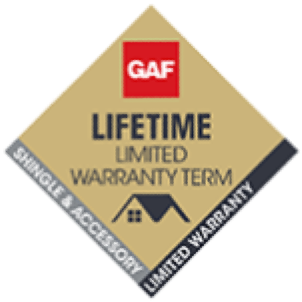 GAF
LIFETIME
LIMITED
WARRANTY TERM
SHINGLE & ACCESSORY
LIMITED WARRANTY